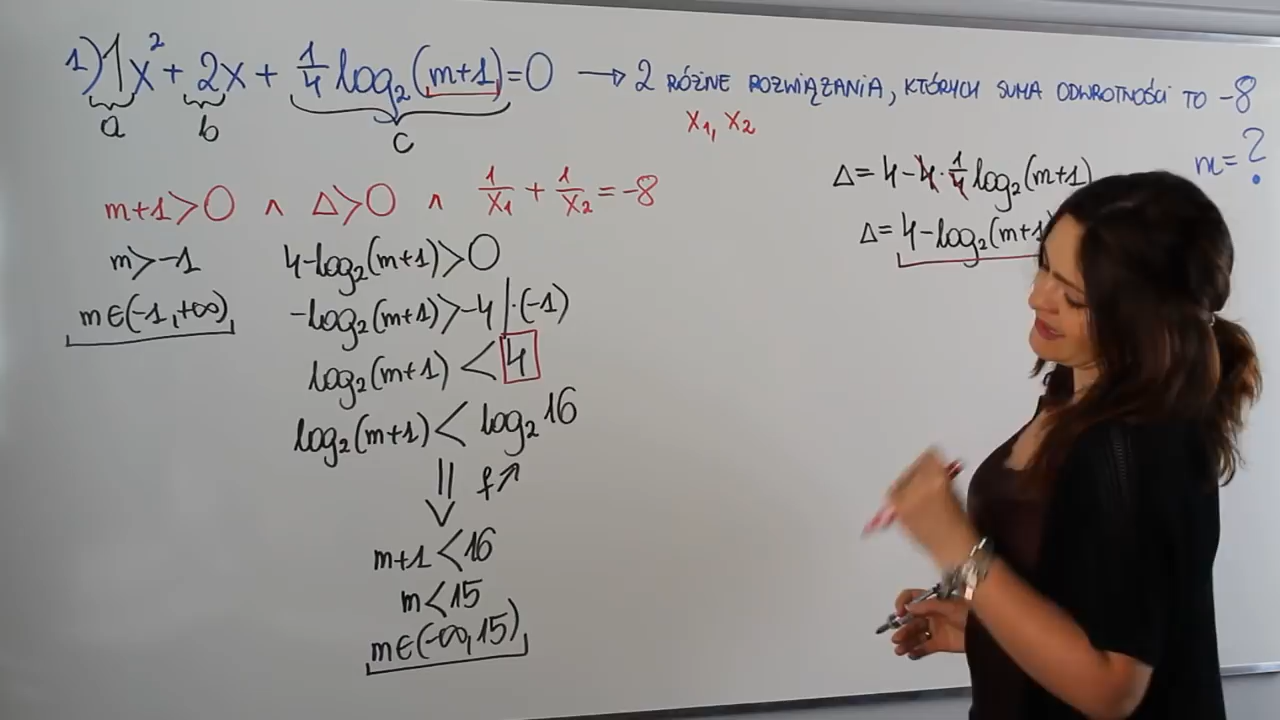 1) 1x² + 2x + 1/4 log₂(m+1) = 0 → 2 RÓŻNE ROZWIĄZANIA, KTÓRYCH SUMA ODWROTNOŚCI TO -8
a b c
x₁, x₂
m = ?
Δ = 4 - 4 · 1/4 log₂(m+1)
Δ = 4 - log₂(m+1
m+1 > 0 ∧ Δ > 0 ∧ 1/x₁ + 1/x₂ = -8
m > -1
m ∈ (-1, +∞)
4 - log₂(m+1) > 0
-log₂(m+1) > -4 | · (-1)
log₂(m+1) < 4
log₂(m+1) < log₂ 16
⇓ f ↗
m+1 < 16
m < 15
m ∈ (-∞, 15)